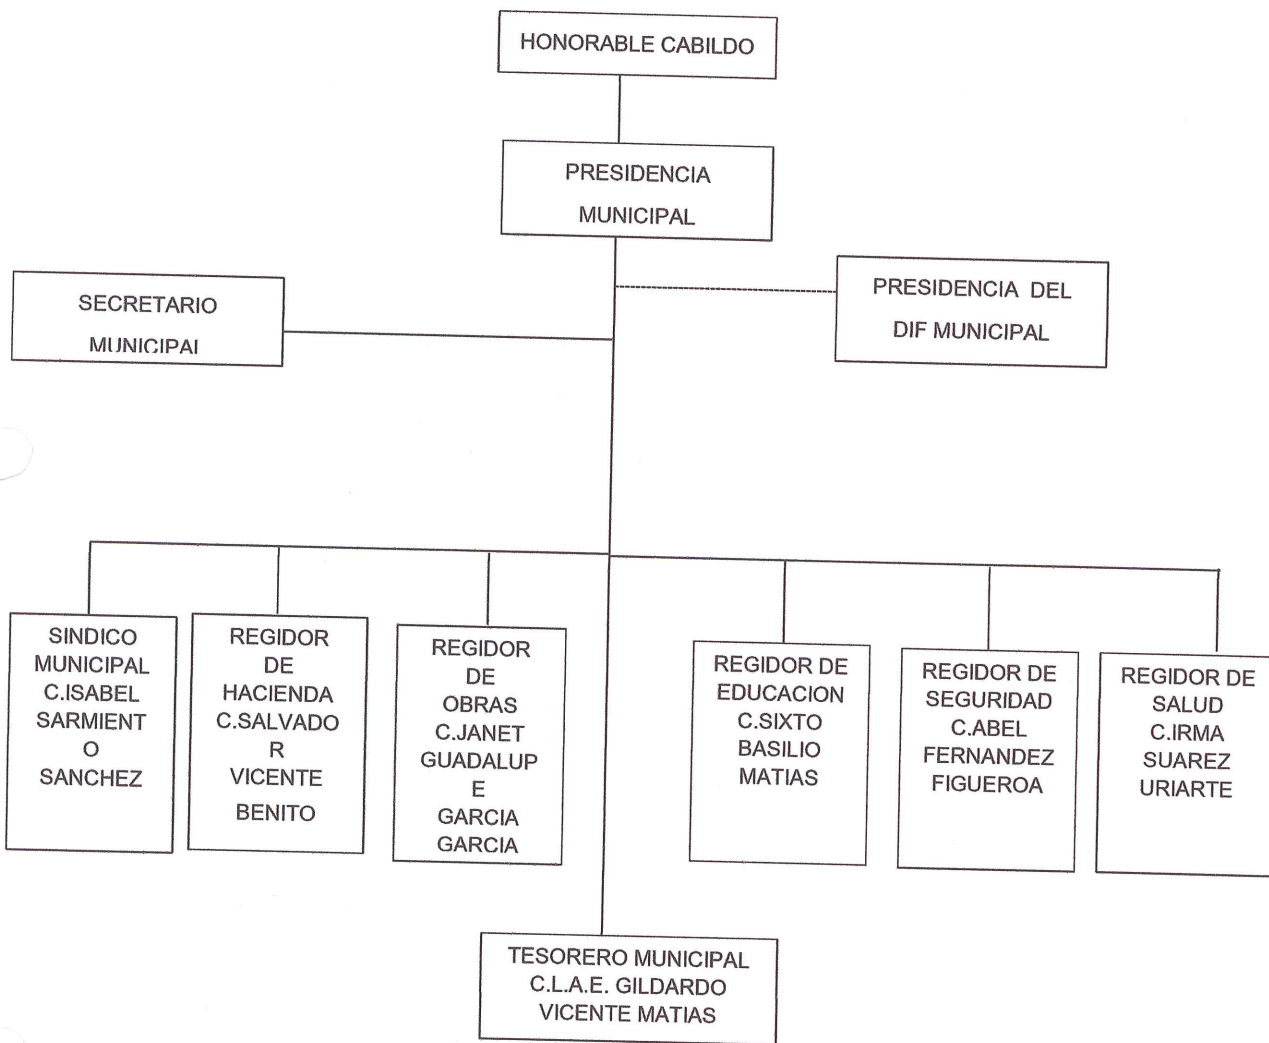 HONORABLE CABILDO
PRESIDENCIA
MUNICIPAL
SECRETARIO
MUNICIPAL
PRESIDENCIA DEL
DIF MUNICIPAL
SINDICO
MUNICIPAL
C.ISABEL
SARMIENT
O
SANCHEZ
REGIDOR
DE
HACIENDA
C.SALVADO
R
VICENTE
BENITO
REGIDOR
DE
OBRAS
C.JANET
GUADALUP
E
GARCIA
GARCIA
REGIDOR DE
EDUCACION
C.SIXTO
BASILIO
MATIAS
REGIDOR DE
SEGURIDAD
C.ABEL
FERNANDEZ
FIGUEROA
REGIDOR DE
SALUD
C.IRMA
SUAREZ
URIARTE
TESORERO MUNICIPAL
C.L.A.E. GILDARDO
VICENTE MATIAS